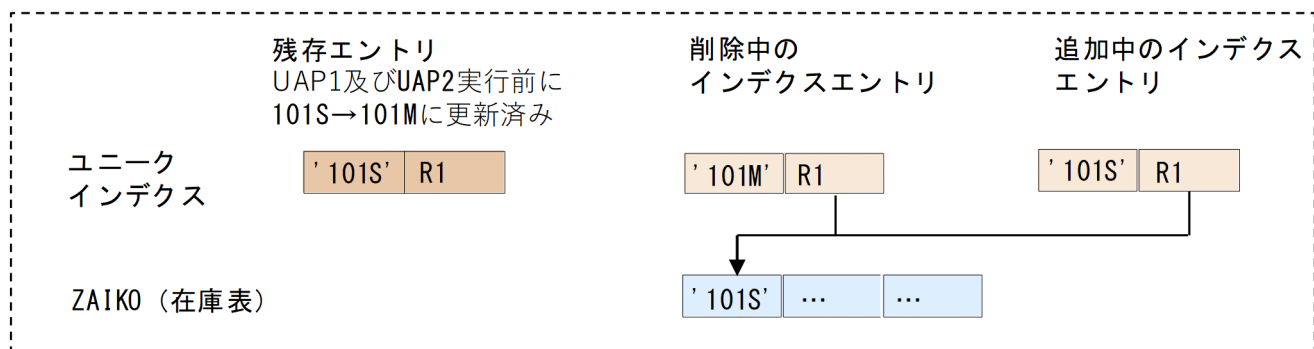 残存エントリ
UAP1及びUAP2実行前に
101S→101Mに更新済み
削除中の
インデクスエントリ
追加中のインデクス
エントリ
ユニーク
インデクス
'101S' R1
'101M' R1
'101S' R1
ZAIKO（在庫表）
'101S' … …